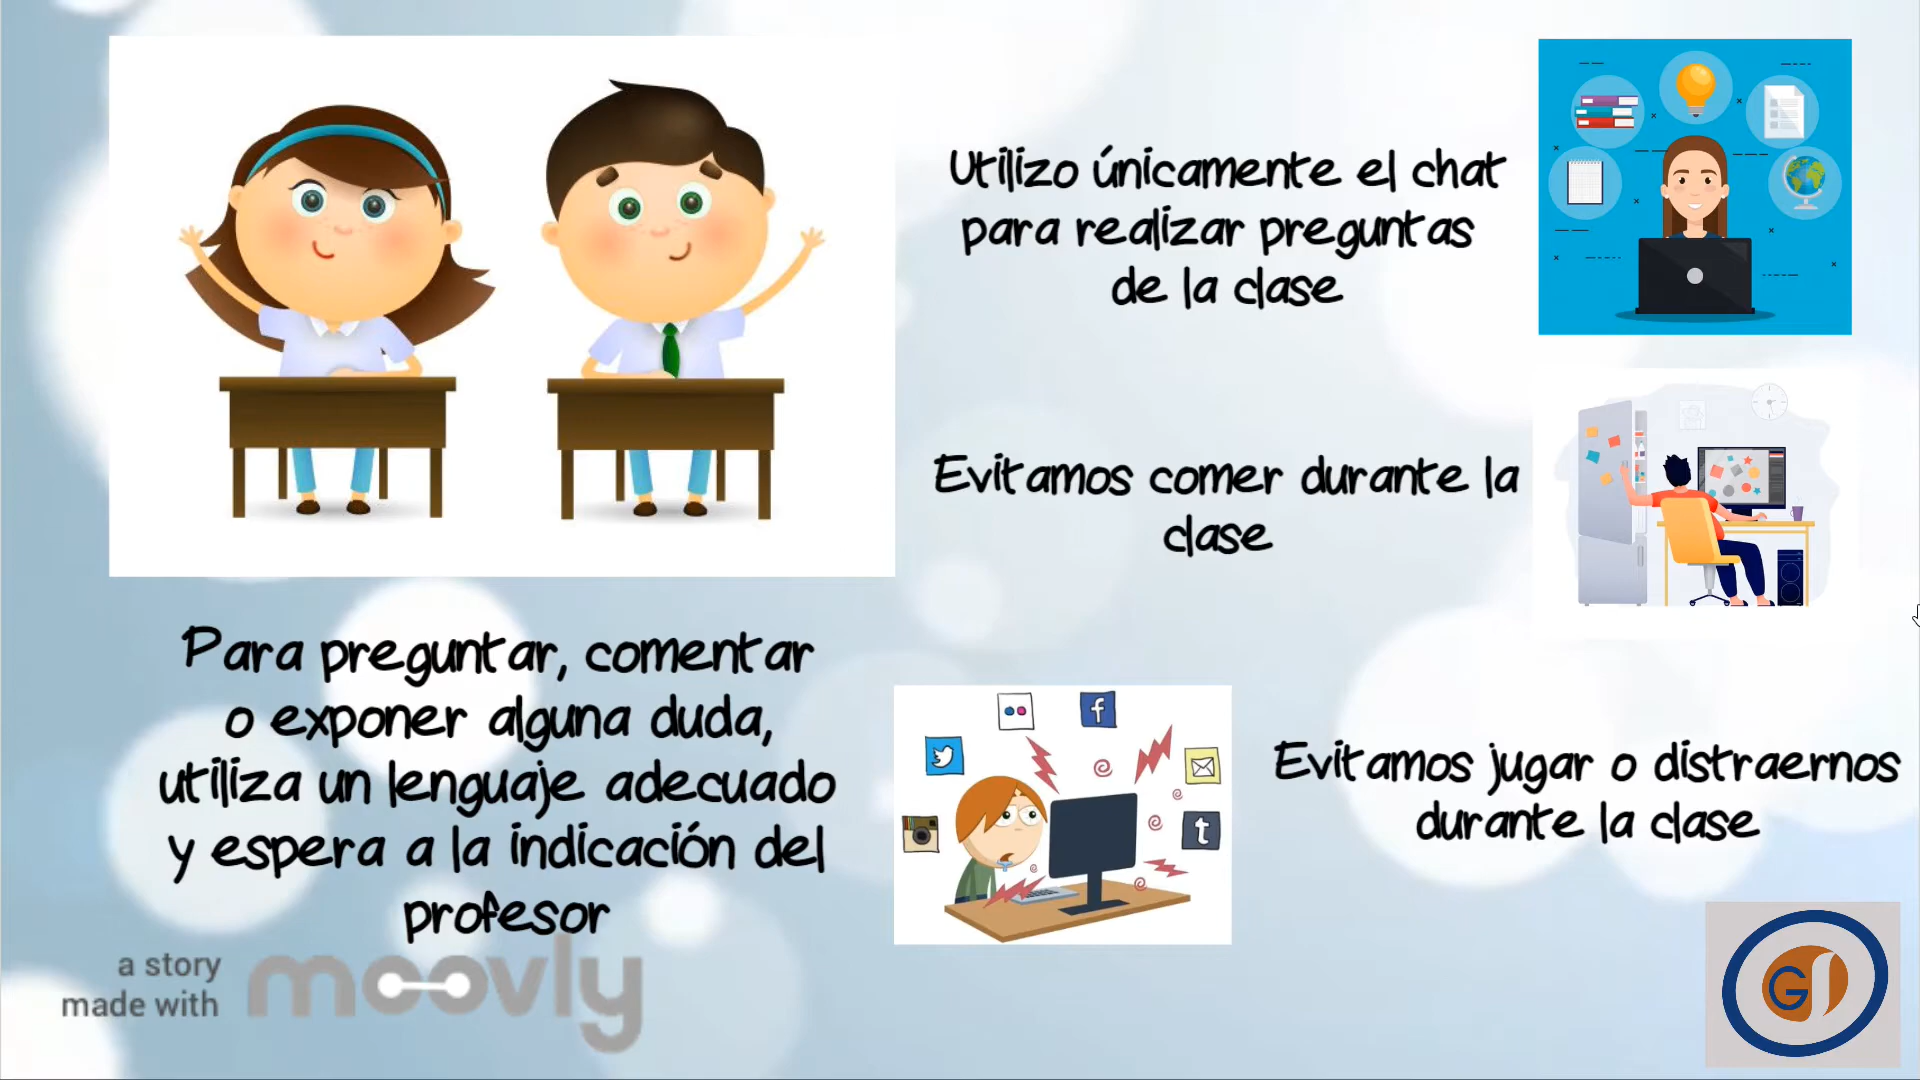 Utilizo únicamente el chat
para realizar preguntas
de la clase
Evitamos comer durante la
clase
Para preguntar, comentar
o exponer alguna duda,
utiliza un lenguaje adecuado
y espera a la indicación del
profesor
Evitamos jugar o distraernos
durante la clase
a story
made with
moovly
f
t
G